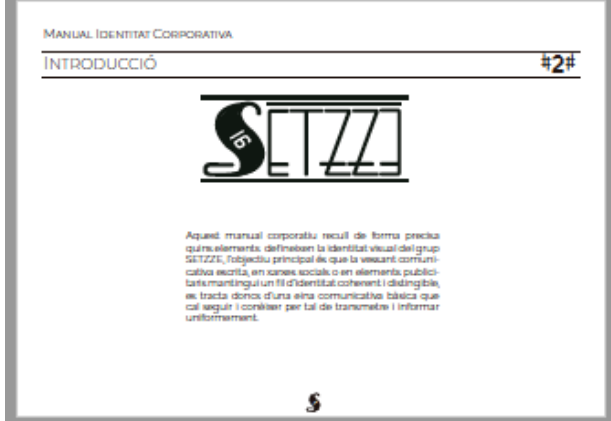 Manual Identitat Corporativa
Introducció
#2#
SETZZE
16
Aquest manual corporatiu recull de forma precisa
quins elements defineixen la identitat visual del grup
SETZZE, l'objectiu principal és que la vessant comuni-
cativa escrita, en xarxes socials o en elements publici-
taris mantingui un fil d'identitat coherent i distingible,
es tracta doncs d'una eina comunicativa bàsica que
cal seguir i conèixer per tal de transmetre i informar
uniformement.
S